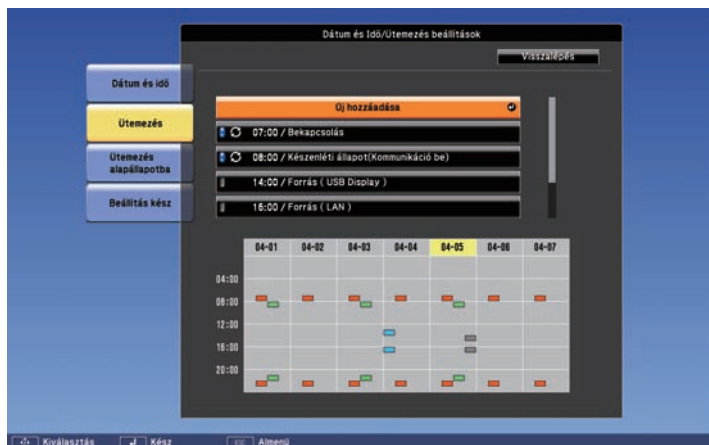 Dátum és Idő/Ütemezés beállítások
Visszalépés
Dátum és idő
Ütemezés
Ütemezés
alapállapotba
Beállítás kész
Új hozzáadása
07:00 / Bekapcsolás
08:00 / Készenléti állapot(Kommunikáció be)
14:00 / Forrás ( USB Display )
16:00 / Forrás ( LAN )
04-01 04-02 04-03 04-04 04-05 04-06 04-07
04:00
08:00
12:00
16:00
20:00
Kiválasztás Kész Esc Almenü